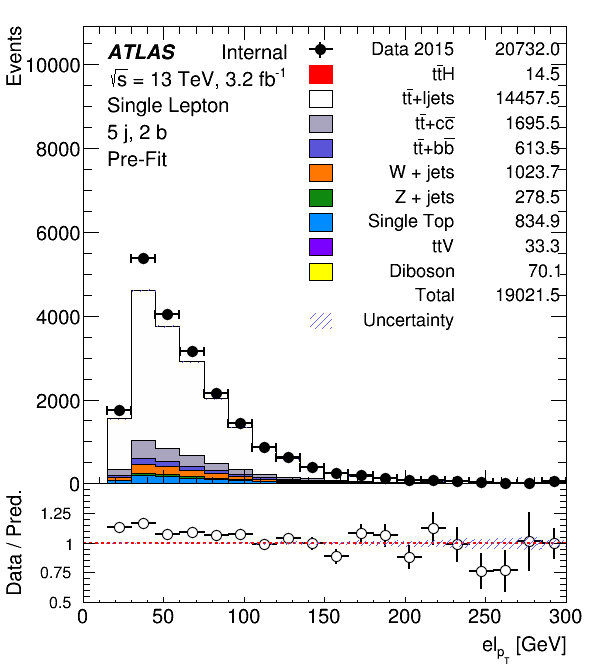 Events
ATLAS Internal
√s = 13 TeV, 3.2 fb⁻¹
Single Lepton
5 j, 2 b
Pre-Fit
Data 2015 20732.0
tt̄H 14.5
tt̄+ljets 14457.5
tt̄+cc̄ 1695.5
tt̄+bb̄ 613.5
W + jets 1023.7
Z + jets 278.5
Single Top 834.9
ttV 33.3
Diboson 70.1
Total 19021.5
Uncertainty
10000
8000
6000
4000
2000
0
Data / Pred.
1.25
1
0.75
0.5
0 50 100 150 200 250 300
el_pT [GeV]